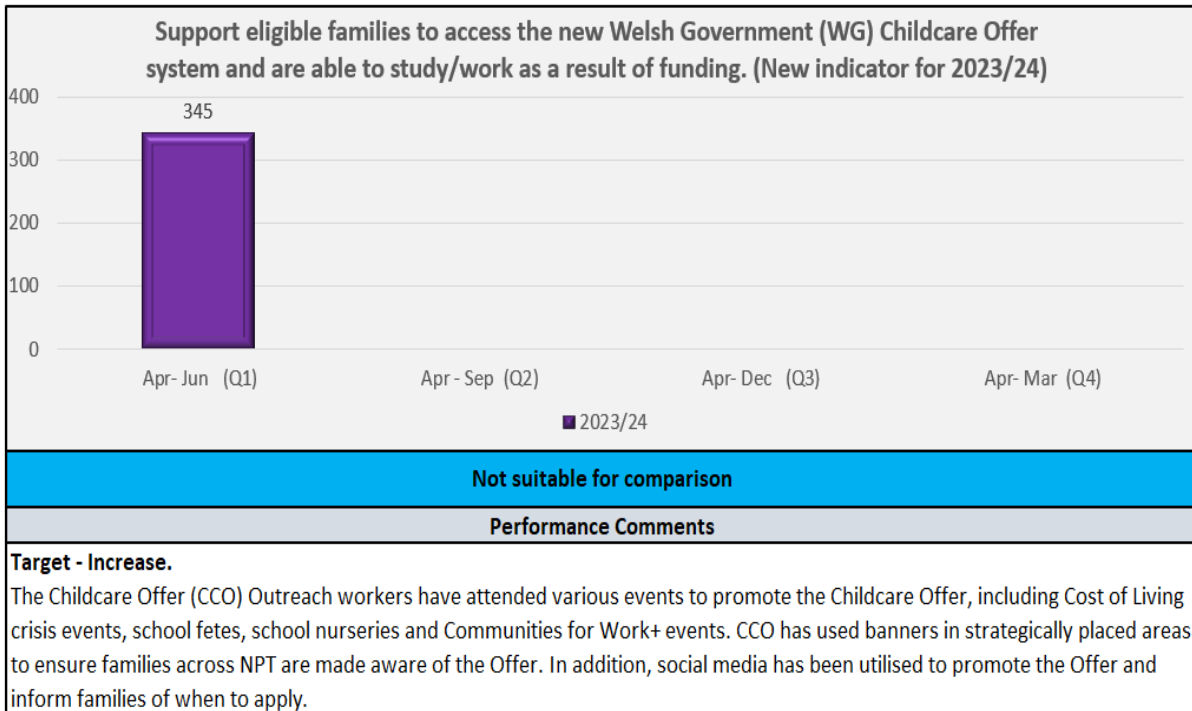 Support eligible families to access the new Welsh Government (WG) Childcare Offer
system and are able to study/work as a result of funding. (New indicator for 2023/24)
400
345
300
200
100
0
Apr- Jun (Q1) Apr - Sep (Q2) Apr- Dec (Q3) Apr- Mar (Q4)
2023/24
Not suitable for comparison
Performance Comments
Target - Increase.
The Childcare Offer (CCO) Outreach workers have attended various events to promote the Childcare Offer, including Cost of Living
crisis events, school fetes, school nurseries and Communities for Work+ events. CCO has used banners in strategically placed areas
to ensure families across NPT are made aware of the Offer. In addition, social media has been utilised to promote the Offer and
inform families of when to apply.